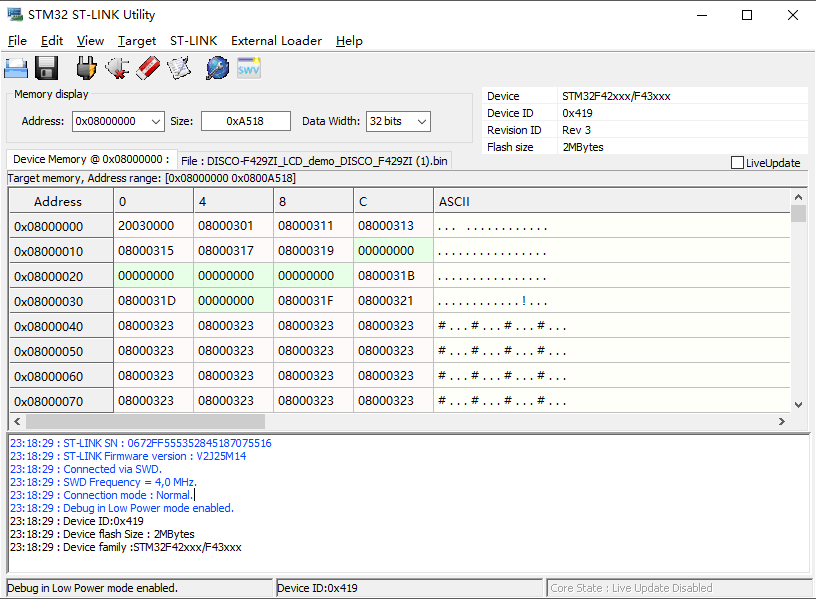 STM32 ST-LINK Utility
File Edit View Target ST-LINK External Loader Help
SWV
Memory display
Address: 0x08000000 Size: 0xA518 Data Width: 32 bits
Device STM32F42xxx/F43xxx
Device ID 0x419
Revision ID Rev 3
Flash size 2MBytes
LiveUpdate
Device Memory @ 0x08000000 : File : DISCO-F429ZI_LCD_demo_DISCO_F429ZI (1).bin
Target memory, Address range: [0x08000000 0x0800A518]
Address 0 4 8 C ASCII
0x08000000 20030000 08000301 08000311 08000313 ... ............
0x08000010 08000315 08000317 08000319 00000000 ................
0x08000020 00000000 00000000 00000000 0800031B ................
0x08000030 0800031D 00000000 0800031F 08000321 ............!...
0x08000040 08000323 08000323 08000323 08000323 #...#...#...#...
0x08000050 08000323 08000323 08000323 08000323 #...#...#...#...
0x08000060 08000323 08000323 08000323 08000323 #...#...#...#...
0x08000070 08000323 08000323 08000323 08000323 #...#...#...#...
23:18:29 : ST-LINK SN : 0672FF555352845187075516
23:18:29 : ST-LINK Firmware version : V2J25M14
23:18:29 : Connected via SWD.
23:18:29 : SWD Frequency = 4,0 MHz.
23:18:29 : Connection mode : Normal.
23:18:29 : Debug in Low Power mode enabled.
23:18:29 : Device ID:0x419
23:18:29 : Device flash Size : 2MBytes
23:18:29 : Device family :STM32F42xxx/F43xxx
Debug in Low Power mode enabled. Device ID:0x419 Core State : Live Update Disabled